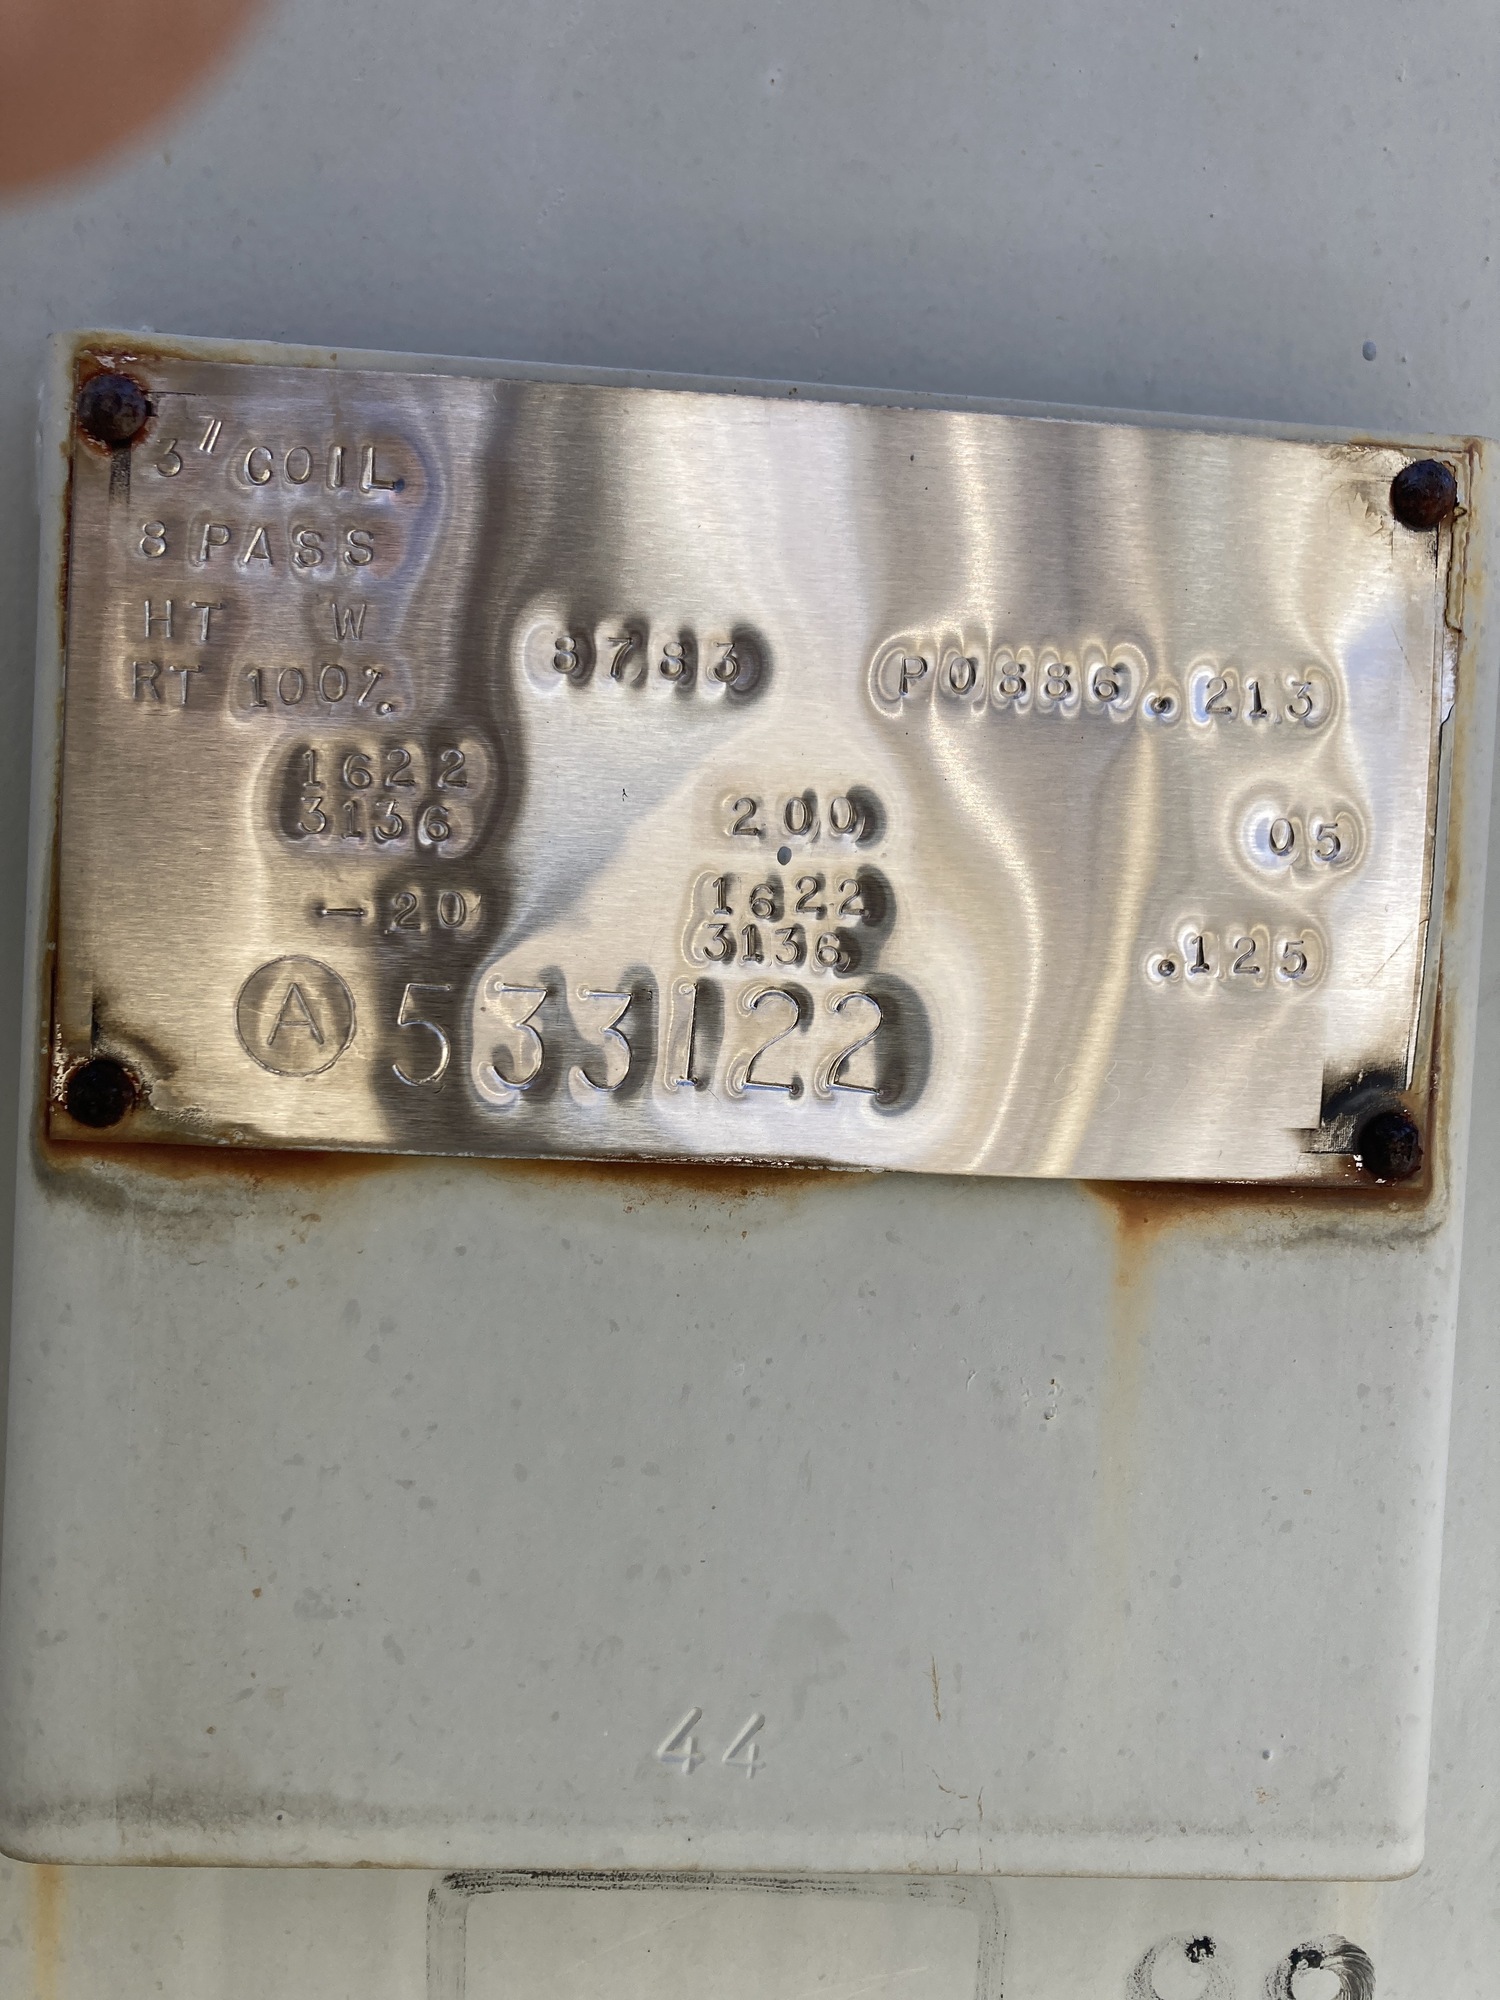 3" COIL
8 PASS
HT W
RT 100%
8783
P0886.213
1622
3136
200
05
-20
1622
3136
.125
A 533122
44